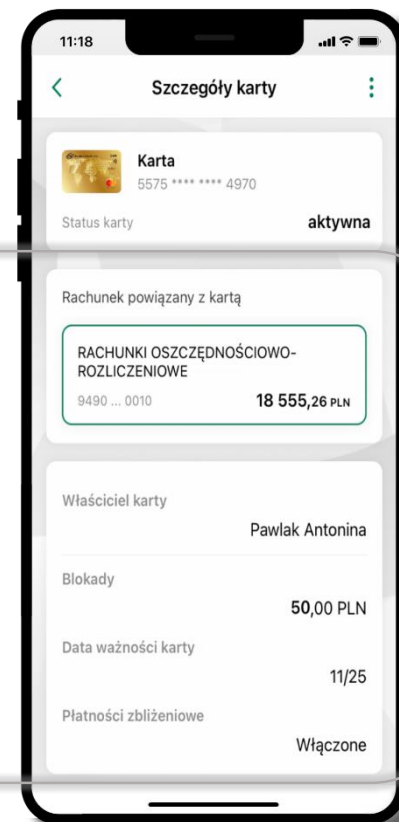 11:18
Szczegóły karty
Karta
5575 **** **** 4970
Status karty aktywna
Rachunek powiązany z kartą
RACHUNKI OSZCZĘDNOŚCIOWO-
ROZLICZENIOWE
9490 ... 0010 18 555,26 PLN
Właściciel karty
Pawlak Antonina
Blokady
50,00 PLN
Data ważności karty
11/25
Płatności zbliżeniowe
Włączone